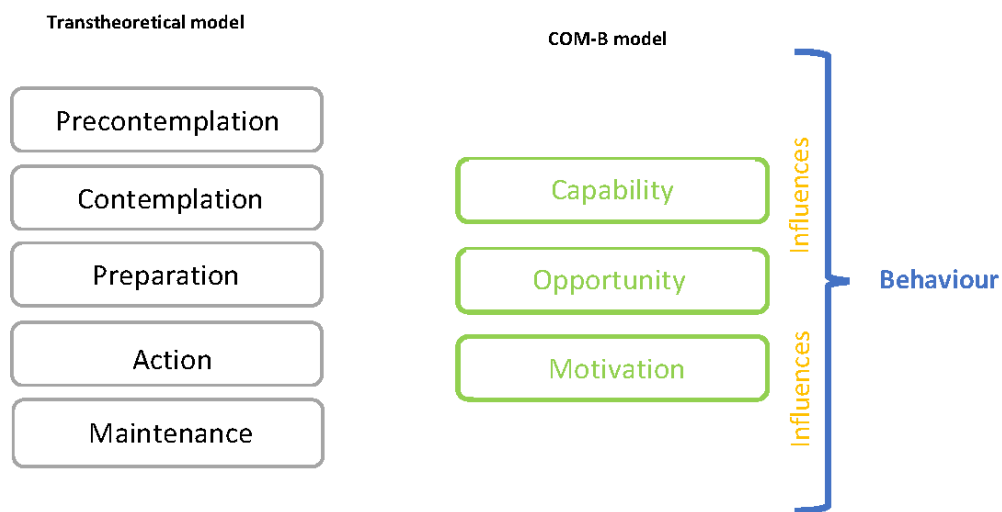 Transtheoretical model
Precontemplation
Contemplation
Preparation
Action
Maintenance
COM-B model
Capability
Opportunity
Motivation
Influences
Influences
Behaviour